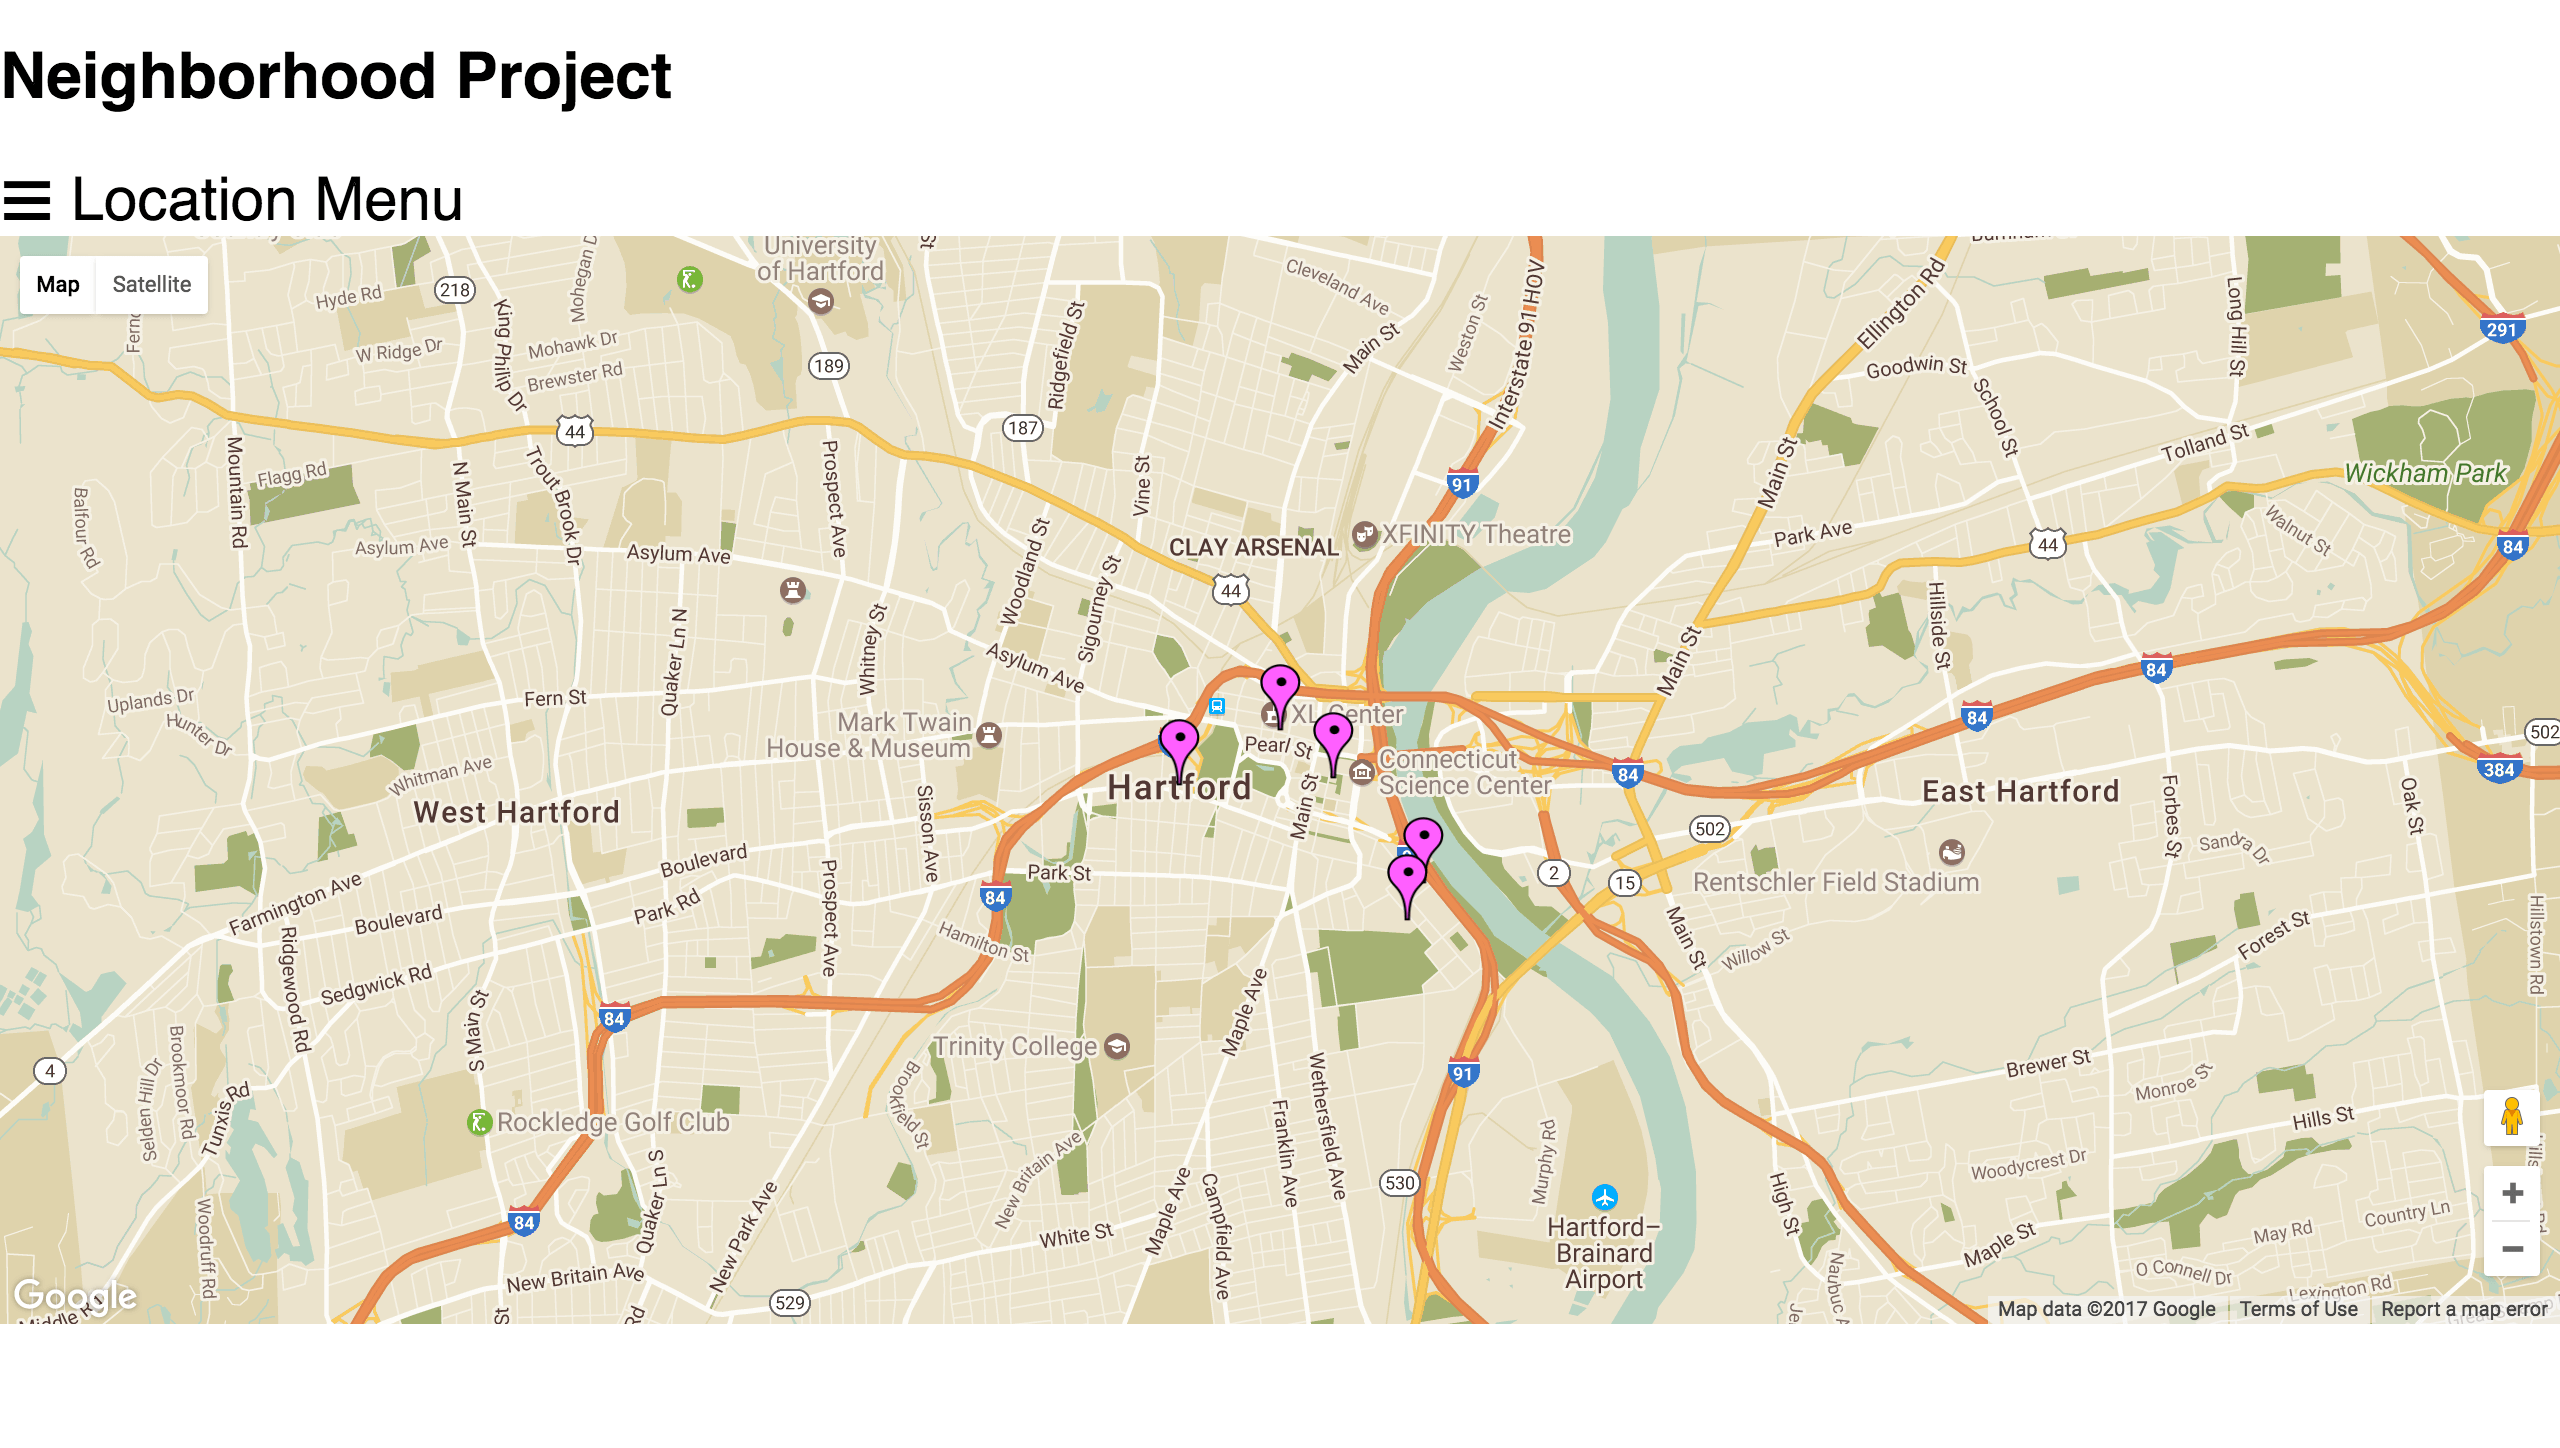 Neighborhood Project
Location Menu
Map
Satellite
University
of Hartford
Cleveland Ave
Weston St
Interstate 91 HOV
Ellington Rd
Long Hill St
291
Hyde Rd
218
King Philip Dr
Mohegan
W Ridge Dr
Mohawk Dr
Brewster Rd
189
Ridgefield St
Main St
Goodwin St
School St
44
187
Mountain Rd
Flagg Rd
N Main St
Trout Brook Dr
Prospect Ave
Vine St
91
Main St
Tolland St
Wickham Park
Balfour Rd
Asylum Ave
Asylum Ave
Woodland St
Sigourney St
CLAY ARSENAL
XFINITY Theatre
Park Ave
44
Walnut St
84
44
Whitney St
Quaker Ln N
Asylum Ave
Main St
Hillside St
84
Uplands Dr
Hunter Dr
Fern St
Mark Twain
House & Museum
XL Center
Pearl St
84
502
Whitman Ave
Hartford
Main St
Connecticut
Science Center
84
East Hartford
384
West Hartford
Sisson Ave
502
Forbes St
Oak St
Sandra Dr
Boulevard
Park St
2
15
Rentschler Field Stadium
Farmington Ave
Boulevard
Park Rd
Prospect Ave
84
Hamilton St
Main St
Willow St
Forest St
Hillstown Rd
Ridgewood Rd
Sedgwick Rd
S Main St
84
Maple Ave
4
Staples Hill Dr
Brookmoor Rd
Tunxis Rd
Trinity College
Brookfield St
Wethersfield Ave
91
Brewer St
Monroe St
Rockledge Golf Club
New Britain Ave
Franklin Ave
Murphy Rd
Hills St
Woodycrest Dr
Woodruff Rd
84
Quaker Ln S
New Park Ave
White St
Maple Ave
Campfield Ave
530
Hartford–
Brainard
Airport
High St
Maple St
May Rd
Country Ln
New Britain Ave
529
O Connell Dr
Lexington Rd
Google
Map data ©2017 Google
Terms of Use
Report a map error